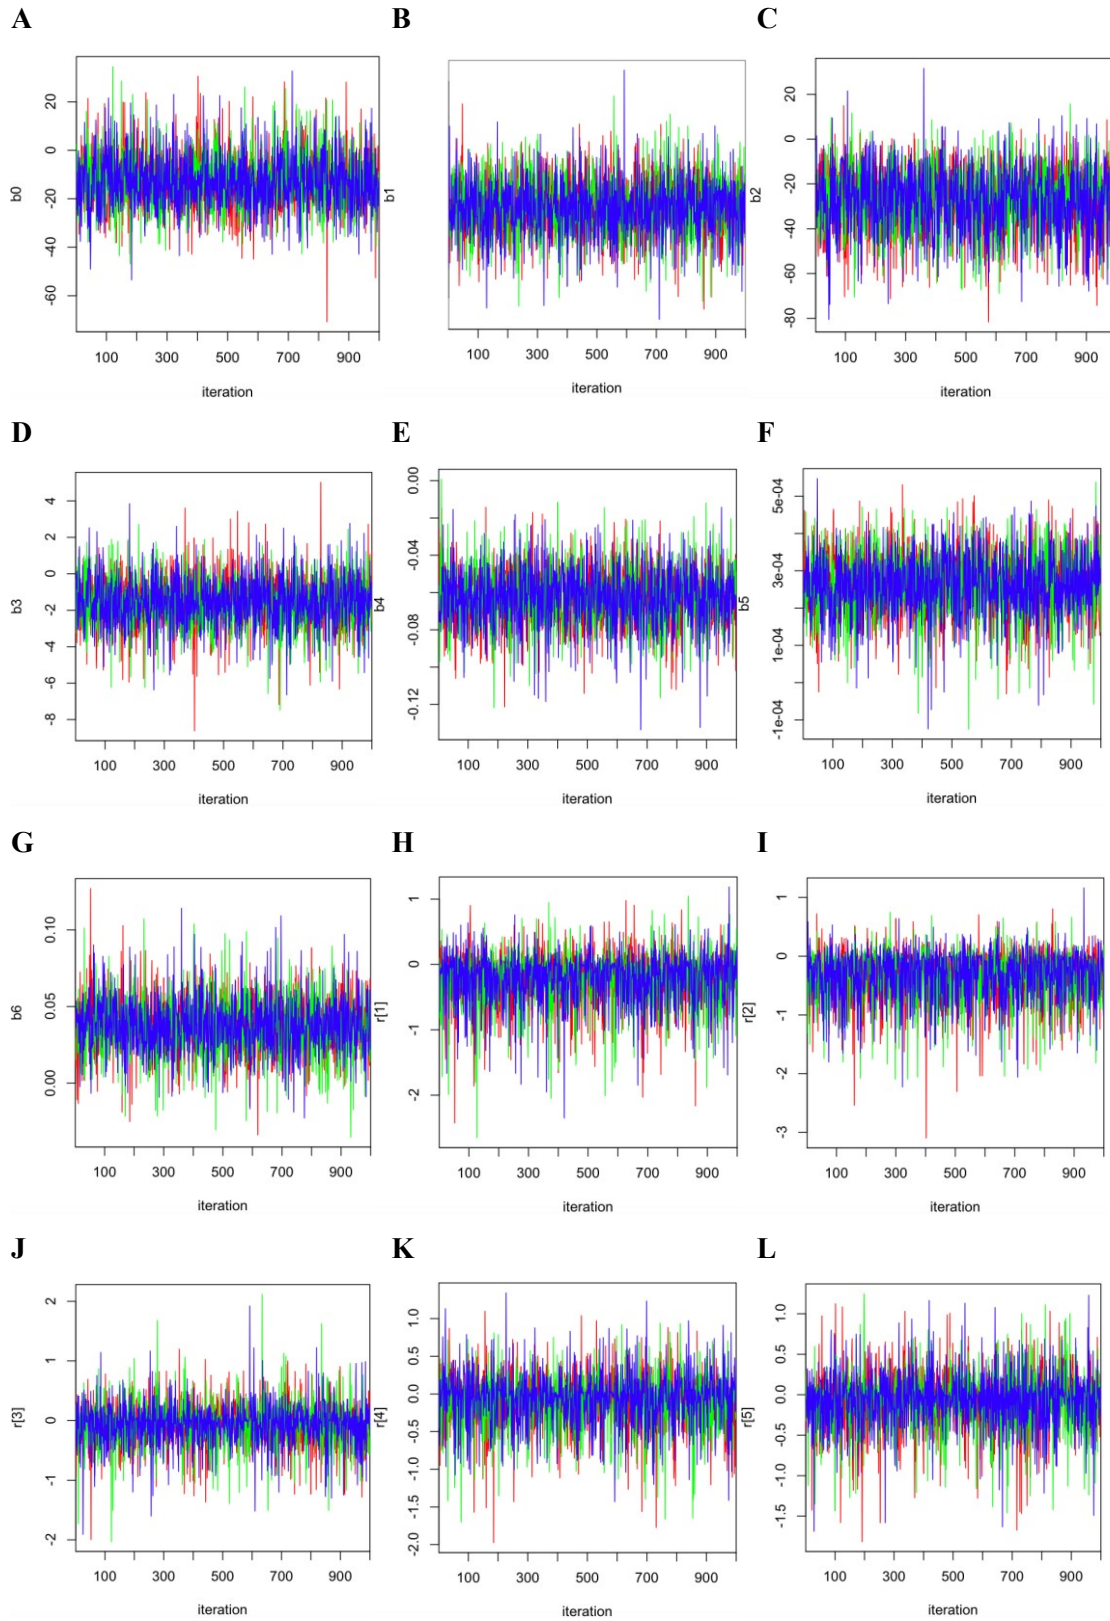 A B C
b0
20
0
-20
-40
-60
100 300 500 700 900
iteration
b1
100 300 500 700 900
iteration
b2
20
0
-20
-40
-60
-80
100 300 500 700 900
iteration
D E F
b3
4
2
0
-2
-4
-6
-8
100 300 500 700 900
iteration
b4
0.00
-0.04
-0.08
-0.12
100 300 500 700 900
iteration
b5
5e-04
3e-04
1e-04
-1e-04
100 300 500 700 900
iteration
G H I
b6
0.10
0.05
0.00
100 300 500 700 900
iteration
r[1]
1
0
-1
-2
100 300 500 700 900
iteration
r[2]
1
0
-1
-2
-3
100 300 500 700 900
iteration
J K L
r[3]
2
1
0
-1
-2
100 300 500 700 900
iteration
r[4]
1.0
0.5
0.0
-0.5
-1.0
-1.5
-2.0
100 300 500 700 900
iteration
r[5]
1.0
0.5
0.0
-0.5
-1.0
-1.5
100 300 500 700 900
iteration